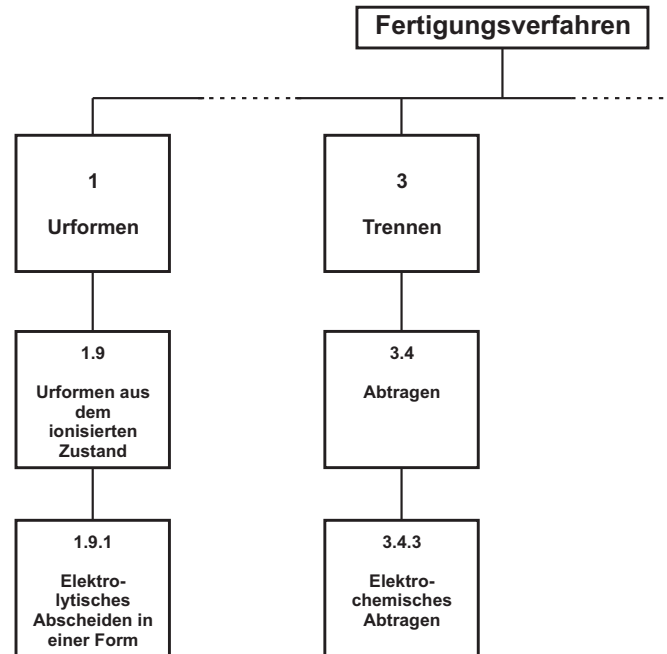 Fertigungsverfahren
1
Urformen
3
Trennen
1.9
Urformen aus
dem
ionisierten
Zustand
3.4
Abtragen
1.9.1
Elektro-
lytisches
Abscheiden in
einer Form
3.4.3
Elektro-
chemisches
Abtragen